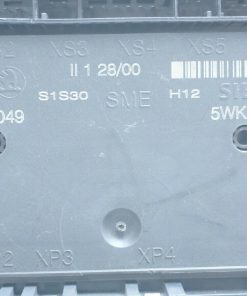 XS3 XS4 XS5
II 1 28/00
S1S30 SME H12
049 5WK
XP3 XP4